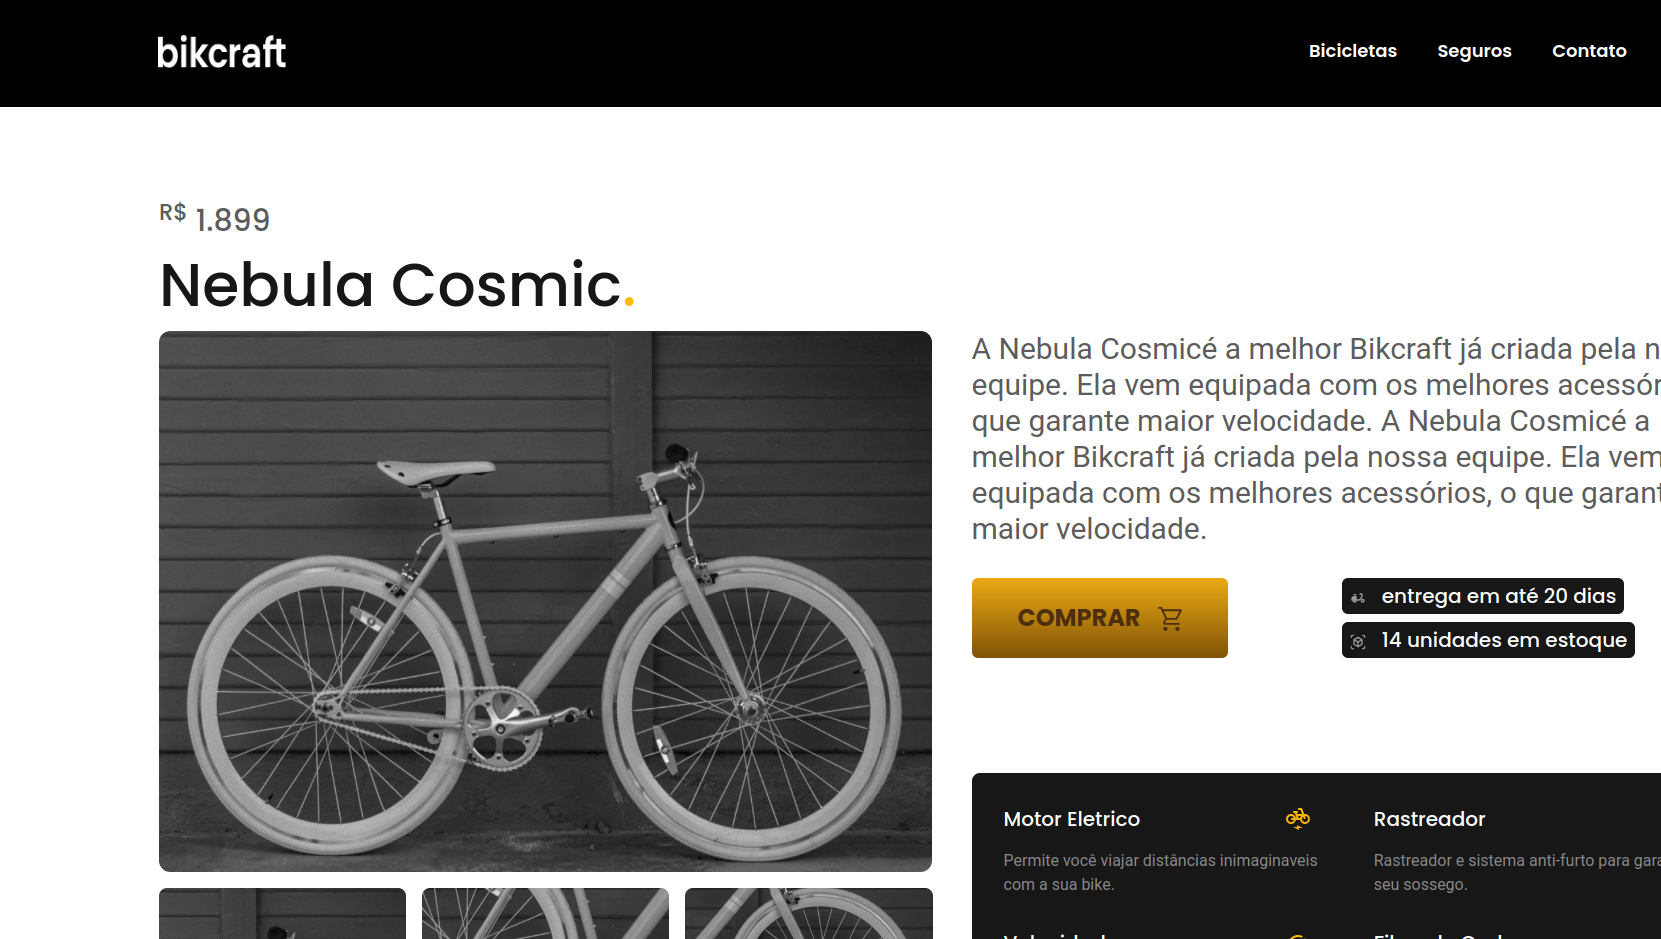 bikcraft
Bicicletas
Seguros
Contato
R$ 1.899
Nebula Cosmic.
A Nebula Cosmicé a melhor Bikcraft já criada pela n
equipe. Ela vem equipada com os melhores acessór
que garante maior velocidade. A Nebula Cosmicé a
melhor Bikcraft já criada pela nossa equipe. Ela vem
equipada com os melhores acessórios, o que garant
maior velocidade.
COMPRAR
entrega em até 20 dias
14 unidades em estoque
Motor Eletrico
Permite você viajar distâncias inimaginaveis
com a sua bike.
Rastreador
Rastreador e sistema anti-furto para gara
seu sossego.